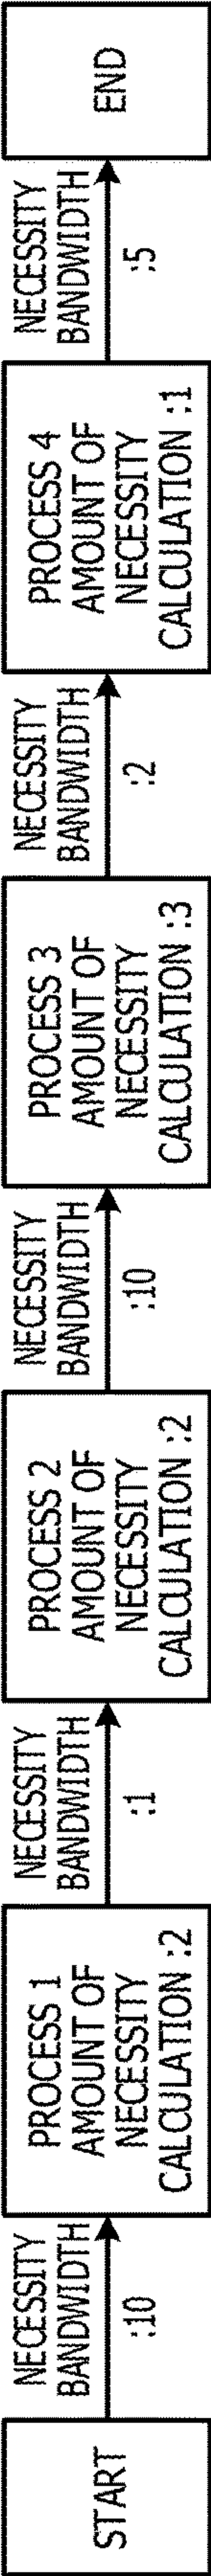 START
NECESSITY
BANDWIDTH
:10
PROCESS 1
AMOUNT OF
NECESSITY
CALCULATION :2
NECESSITY
BANDWIDTH
:1
PROCESS 2
AMOUNT OF
NECESSITY
CALCULATION :2
NECESSITY
BANDWIDTH
:10
PROCESS 3
AMOUNT OF
NECESSITY
CALCULATION :3
NECESSITY
BANDWIDTH
:2
PROCESS 4
AMOUNT OF
NECESSITY
CALCULATION :1
NECESSITY
BANDWIDTH
:5
END